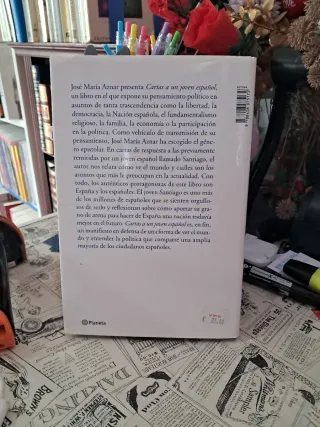 José María Aznar presenta Cartas a un joven español,
un libro en el que expone su pensamiento político en
asuntos de tanta trascendencia como la libertad, la
democracia, la Nación española, el fundamentalismo
religioso, la familia, la economía o la participación
en la política. Como vehículo de transmisión de su
pensamiento, José María Aznar ha escogido el géne-
ro epistolar. En cartas de respuesta a las previamente
remitidas por un joven español llamado Santiago, el
autor nos relata cómo ve el mundo y cuáles son los
asuntos que más le preocupan en la actualidad. Con
todo, los auténticos protagonistas de este libro son
España y los españoles. El joven Santiago es uno más
de los millones de españoles que se sienten orgullo-
sos de serlo y reflexionan sobre cómo aportar su gra-
no de arena para hacer de España una nación todavía
mejor en el futuro. Cartas a un joven español es, en fin,
un manifiesto en defensa de una forma de ver el mun-
do y entender la política que comparte una amplia
mayoría de los ciudadanos españoles.
Planeta
DARLING
BROWN'S